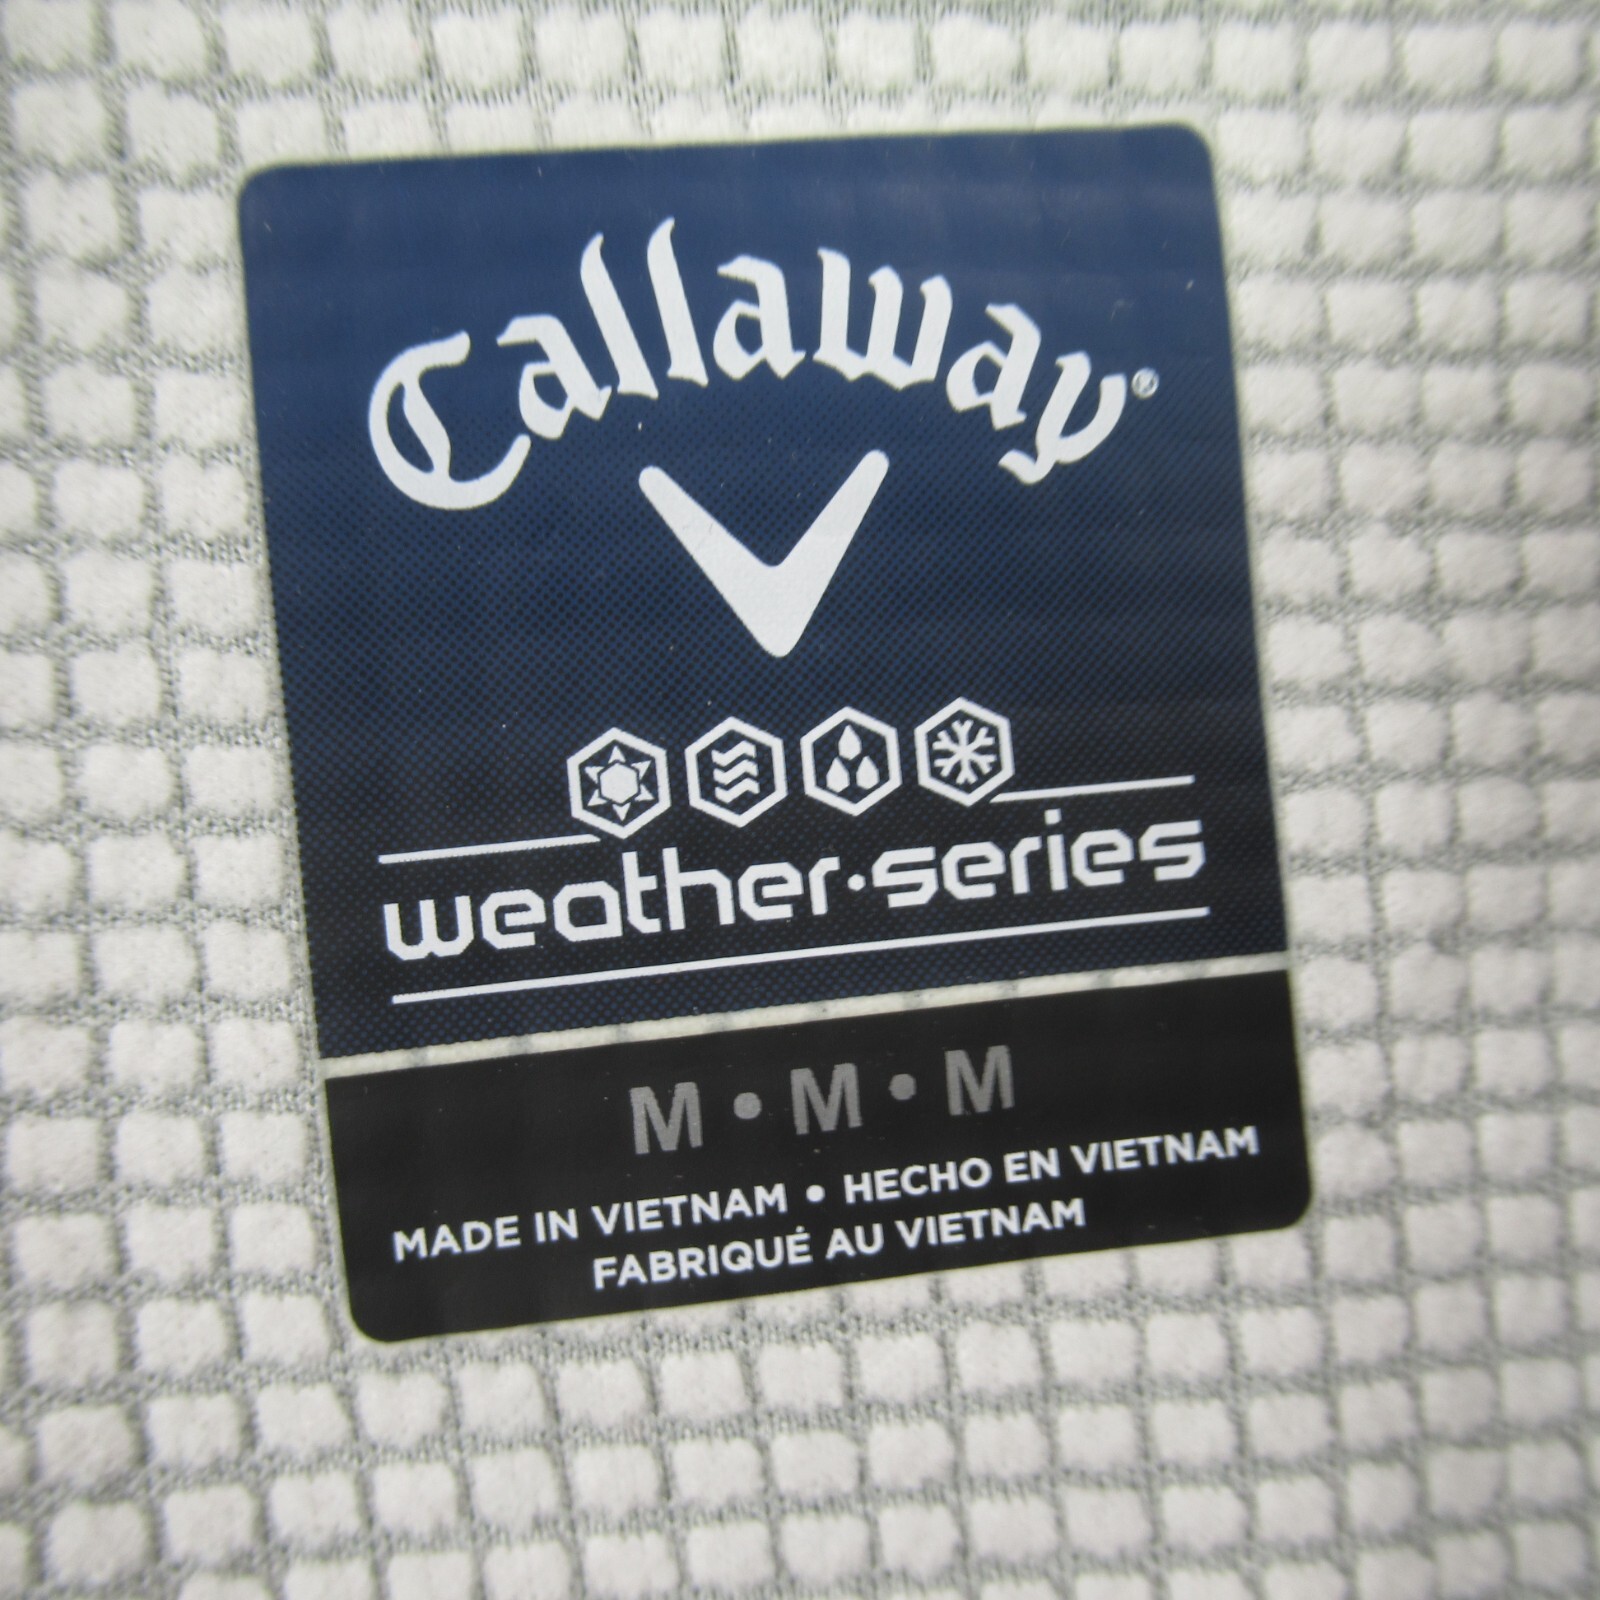 Callaway®
weather·series
M • M • M
MADE IN VIETNAM • HECHO EN VIETNAM
FABRIQUÉ AU VIETNAM